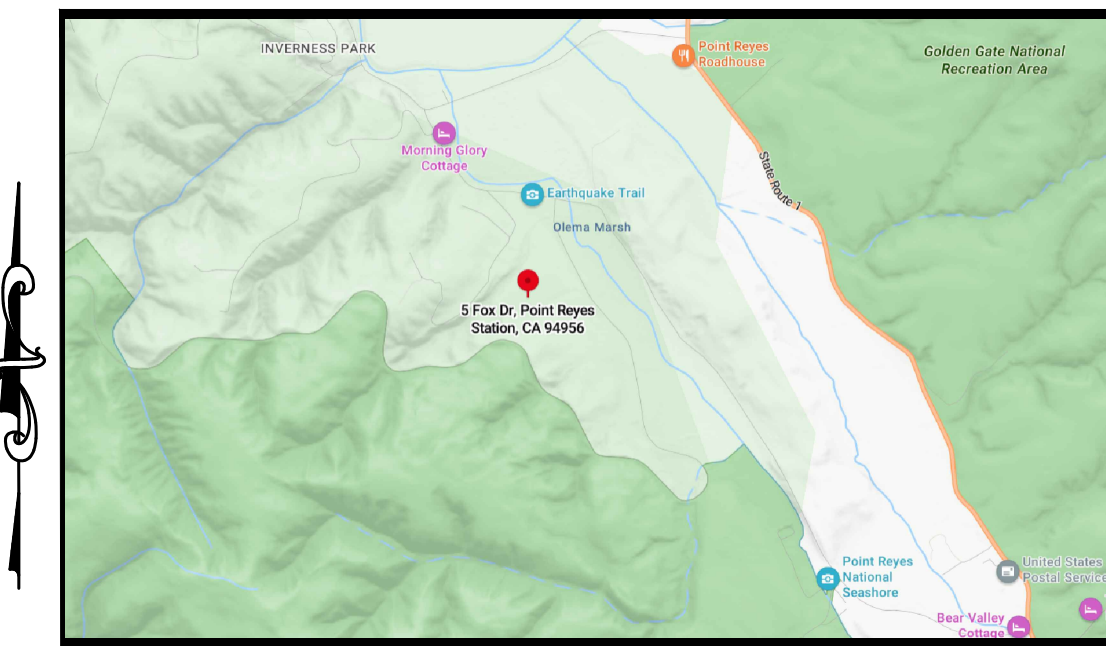 INVERNESS PARK
Point Reyes
Roadhouse
Golden Gate National
Recreation Area
Morning Glory
Cottage
State Route 1
Earthquake Trail
Olema Marsh
5 Fox Dr, Point Reyes
Station, CA 94956
Point Reyes
National
Seashore
United States
Postal Service
Bear Valley
Cottage